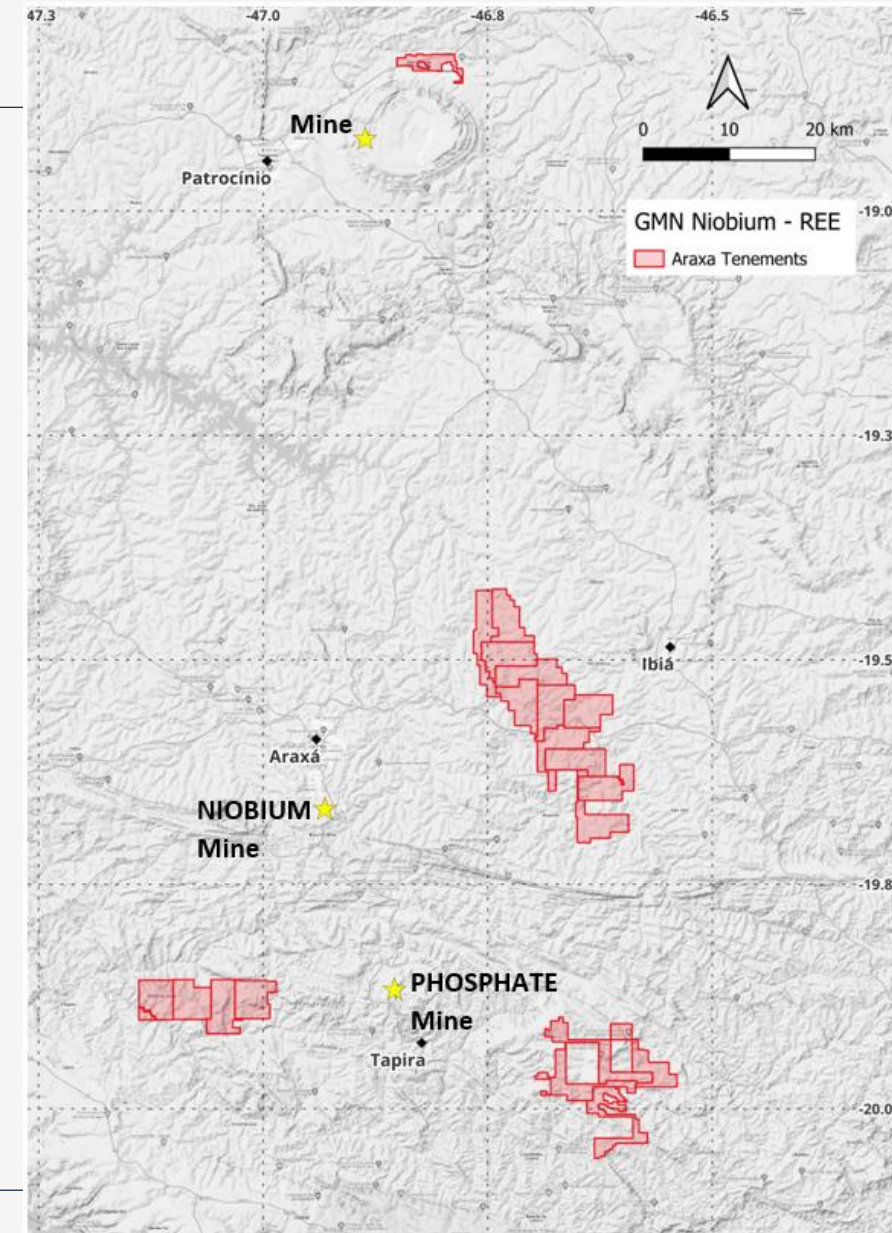 47.3
-47.0
-46.8
-46.5
Mine
0 10 20 km
Patrocínio
-19.0
GMN Niobium - REE
Araxa Tenements
-19.3
Ibiá
-19.5
Araxá
NIOBIUM
Mine
-19.8
PHOSPHATE
Mine
Tapira
-20.0